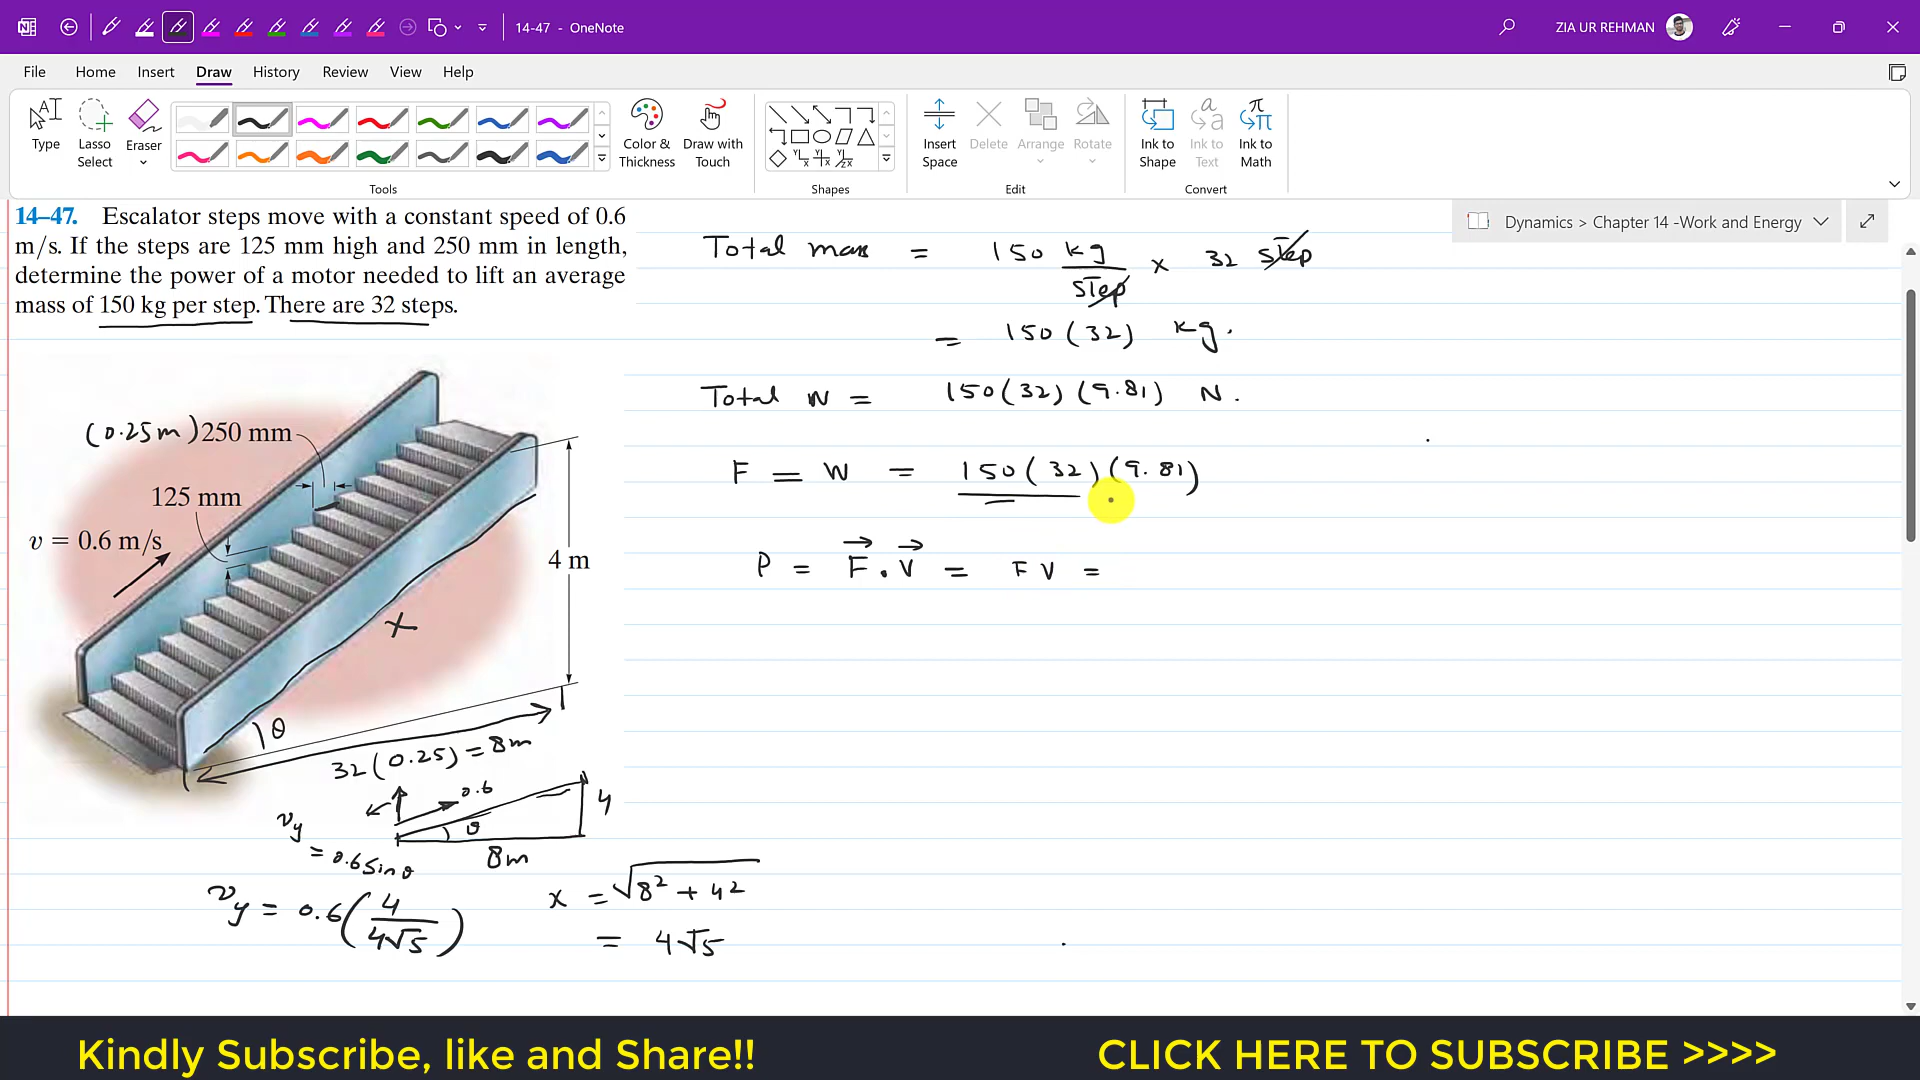 14-47 - OneNote
ZIA UR REHMAN
File Home Insert Draw History Review View Help
Type
Lasso Select
Eraser
Color & Thickness
Draw with Touch
Insert Space
Delete
Arrange
Rotate
Ink to Shape
Ink to Text
Ink to Math
Tools Shapes Edit Convert
Dynamics > Chapter 14 -Work and Energy
14–47. Escalator steps move with a constant speed of 0.6
m/s. If the steps are 125 mm high and 250 mm in length,
determine the power of a motor needed to lift an average
mass of 150 kg per step. There are 32 steps.
(0.25m) 250 mm
125 mm
v = 0.6 m/s
4 m
x
θ
32(0.25) = 8m
0.6
4
θ
8m
vy
= 0.6 sin θ
vy = 0.6(4/4√5)
x = √8² + 4²
= 4√5
Total mass = 150 kg/step x 32 step
= 150(32) kg.
Total W = 150(32)(9.81) N.
F = W = 150(32)(9.81)
P = F . V = F V =
Kindly Subscribe, like and Share!!
CLICK HERE TO SUBSCRIBE >>>>